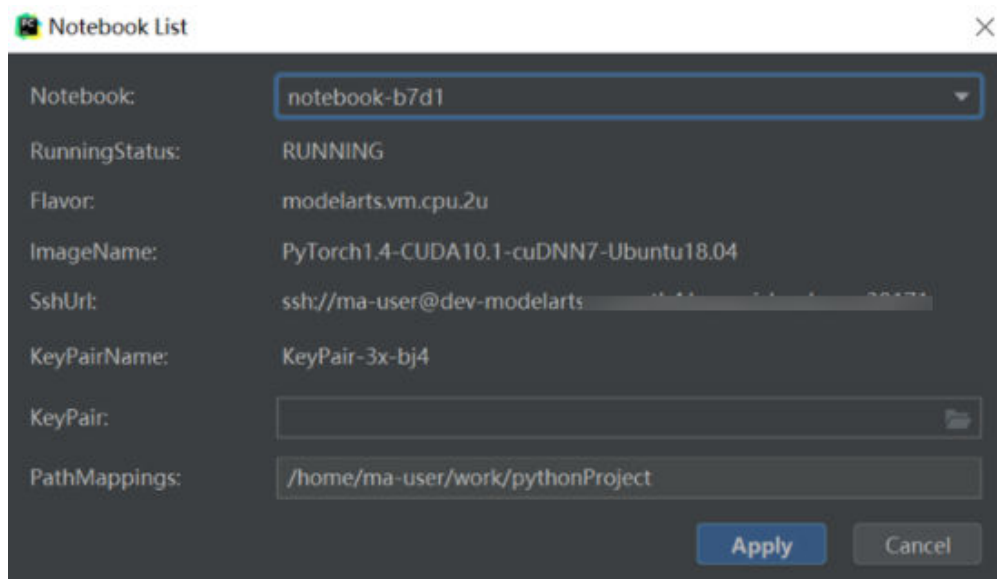 Notebook List
Notebook: notebook-b7d1
RunningStatus: RUNNING
Flavor: modelarts.vm.cpu.2u
ImageName: PyTorch1.4-CUDA10.1-cuDNN7-Ubuntu18.04
SshUrl: ssh://ma-user@dev-modelarts
KeyPairName: KeyPair-3x-bj4
KeyPair:
PathMappings: /home/ma-user/work/pythonProject
Apply Cancel